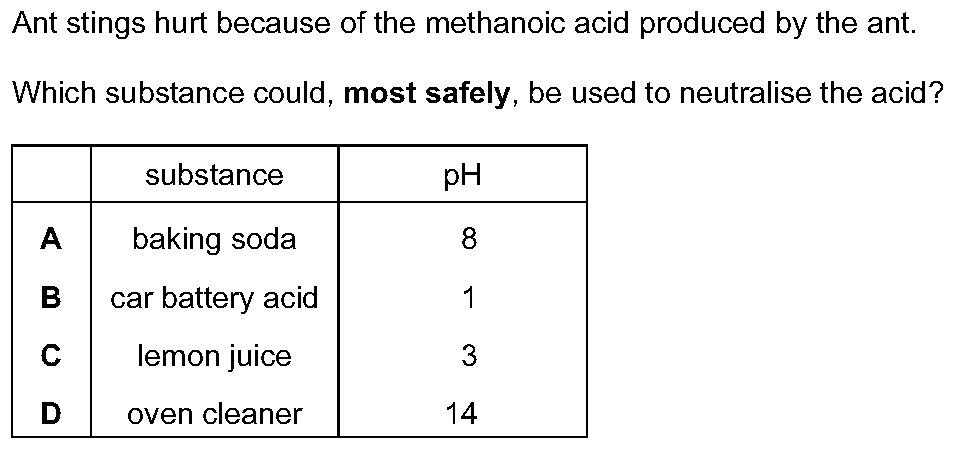 Ant stings hurt because of the methanoic acid produced by the ant.
Which substance could, most safely, be used to neutralise the acid?
substance pH
A baking soda 8
B car battery acid 1
C lemon juice 3
D oven cleaner 14